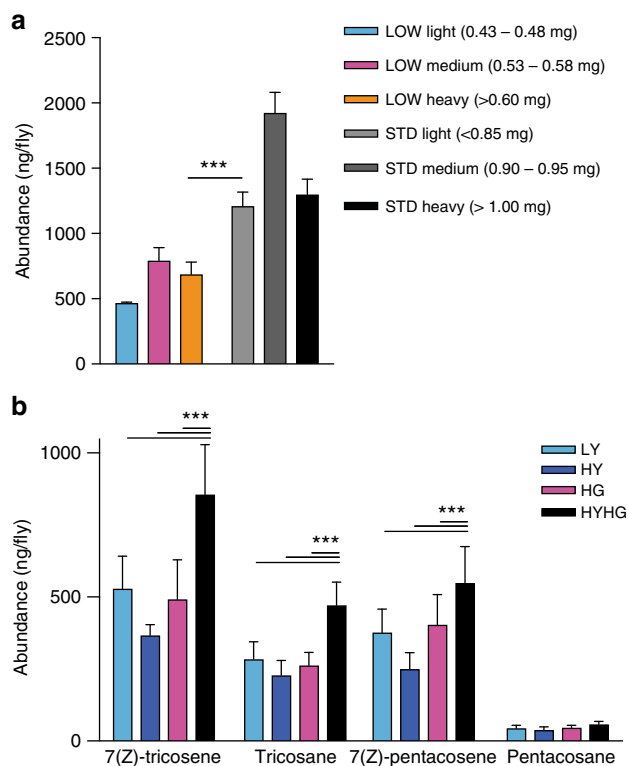 a
2500
2000
1500
1000
500
0
Abundance (ng/fly)
***
LOW light (0.43 – 0.48 mg)
LOW medium (0.53 – 0.58 mg)
LOW heavy (>0.60 mg)
STD light (<0.85 mg)
STD medium (0.90 – 0.95 mg)
STD heavy (> 1.00 mg)
b
1000
500
0
Abundance (ng/fly)
***
***
***
LY
HY
HG
HYHG
7(Z)-tricosene Tricosane 7(Z)-pentacosene Pentacosane